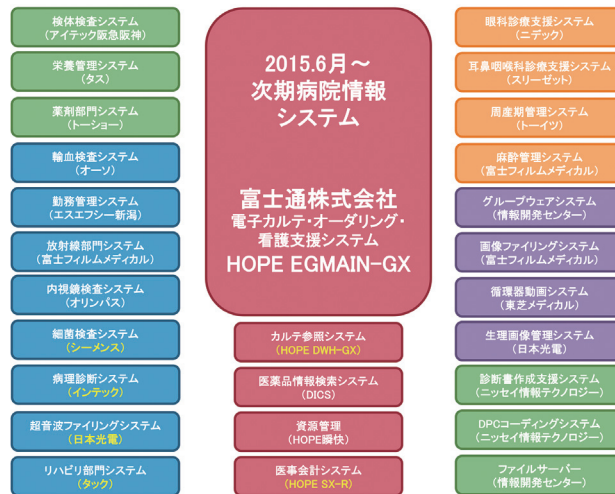 検体検査システム
(アイテック阪急阪神)
栄養管理システム
(タス)
薬剤部門システム
(トーショー)
輸血検査システム
(オーソ)
勤務管理システム
(エスエフシー新潟)
放射線部門システム
(富士フィルムメディカル)
内視鏡検査システム
(オリンパス)
細菌検査システム
(シーメンス)
病理診断システム
(インテック)
超音波ファイリングシステム
(日本光電)
リハビリ部門システム
(タック)
2015.6月～
次期病院情報
システム
富士通株式会社
電子カルテ・オーダリング・
看護支援システム
HOPE EGMAIN-GX
カルテ参照システム
(HOPE DWH-GX)
医薬品情報検索システム
(DICS)
資源管理
(HOPE瞬快)
医事会計システム
(HOPE SX-R)
眼科診療支援システム
(ニデック)
耳鼻咽喉科診療支援システム
(スリーゼット)
周産期管理システム
(トーイツ)
麻酔管理システム
(富士フィルムメディカル)
グループウェアシステム
(情報開発センター)
画像ファイリングシステム
(富士フィルムメディカル)
循環器動画システム
(東芝メディカル)
生理画像管理システム
(日本光電)
診断書作成支援システム
(ニッセイ情報テクノロジー)
DPCコーディングシステム
(ニッセイ情報テクノロジー)
ファイルサーバー
(情報開発センター)